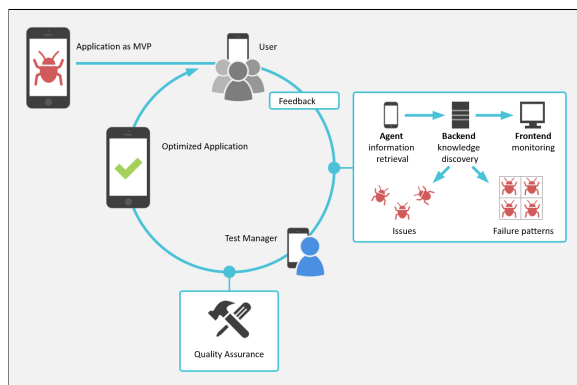 Application as MVP
User
Feedback
Agent
information
retrieval
Backend
knowledge
discovery
Frontend
monitoring
Optimized Application
Issues
Failure patterns
Test Manager
Quality Assurance